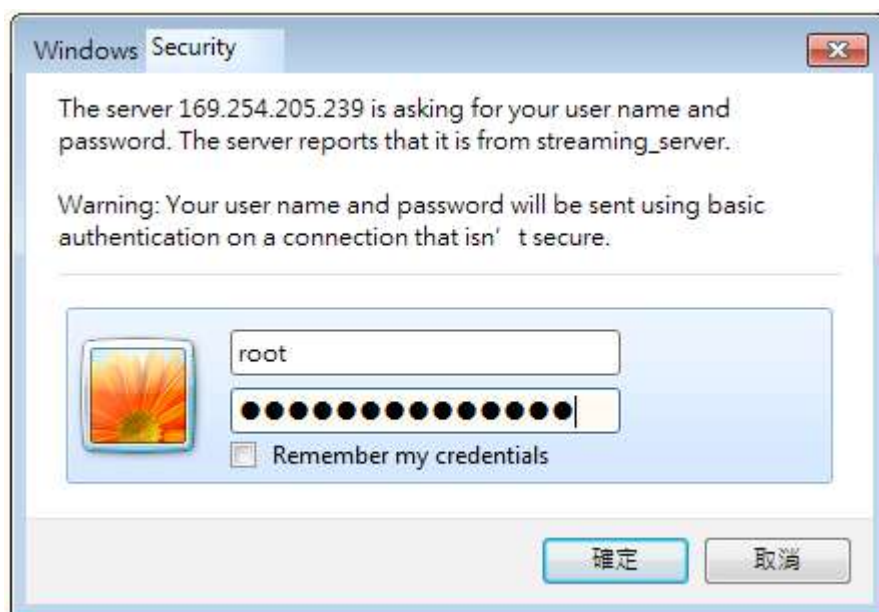 Windows Security
The server 169.254.205.239 is asking for your user name and
password. The server reports that it is from streaming_server.
Warning: Your user name and password will be sent using basic
authentication on a connection that isn' t secure.
root
●●●●●●●●●●●●●●
Remember my credentials
確定 取消